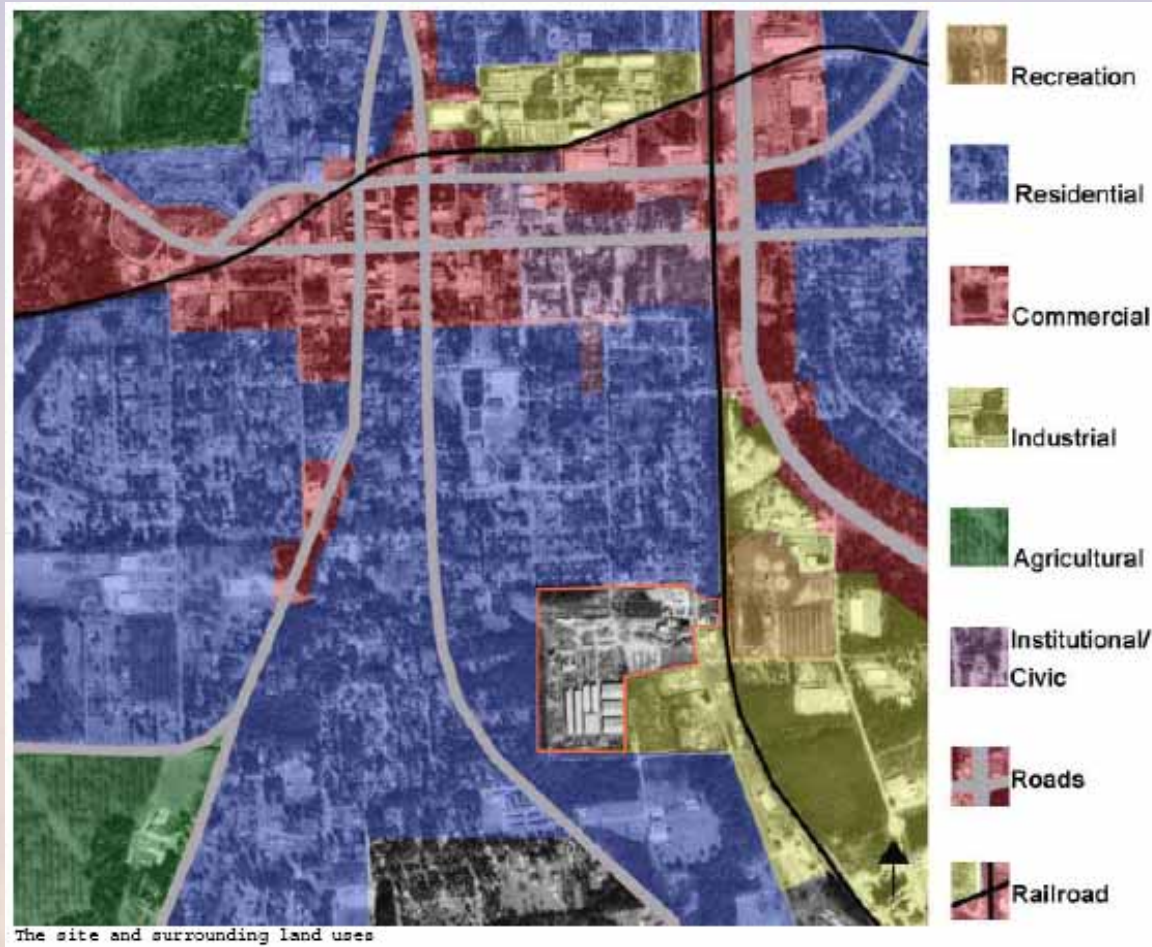 Recreation
Residential
Commercial
Industrial
Agricultural
Institutional/
Civic
Roads
Railroad
The site and surrounding land uses